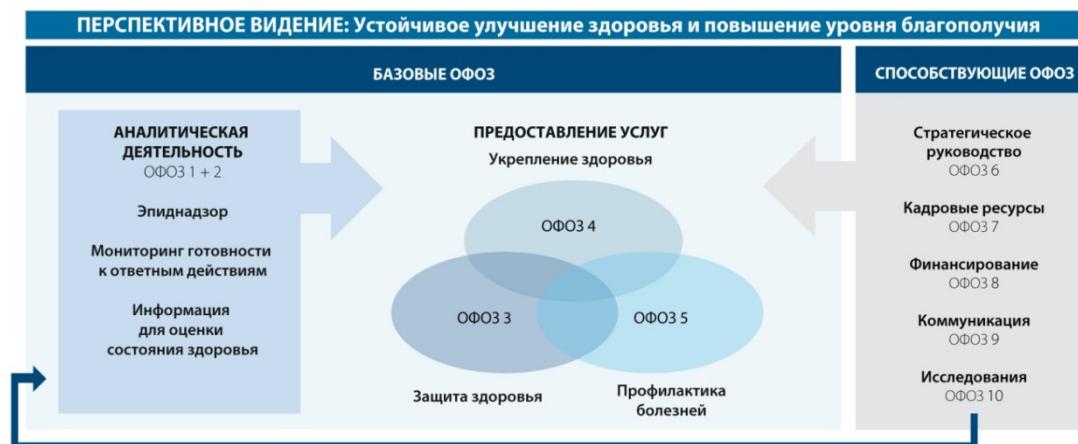 ПЕРСПЕКТИВНОЕ ВИДЕНИЕ: Устойчивое улучшение здоровья и повышение уровня благополучия
БАЗОВЫЕ ОФОЗ
СПОСОБСТВУЮЩИЕ ОФОЗ
АНАЛИТИЧЕСКАЯ
ДЕЯТЕЛЬНОСТЬ
ОФОЗ 1 + 2
Эпиднадзор
Мониторинг готовности
к ответным действиям
Информация
для оценки
состояния здоровья
ПРЕДОСТАВЛЕНИЕ УСЛУГ
Укрепление здоровья
ОФОЗ 4
ОФОЗ 3
ОФОЗ 5
Защита здоровья
Профилактика
болезней
Стратегическое
руководство
ОФОЗ 6
Кадровые ресурсы
ОФОЗ 7
Финансирование
ОФОЗ 8
Коммуникация
ОФОЗ 9
Исследования
ОФОЗ 10